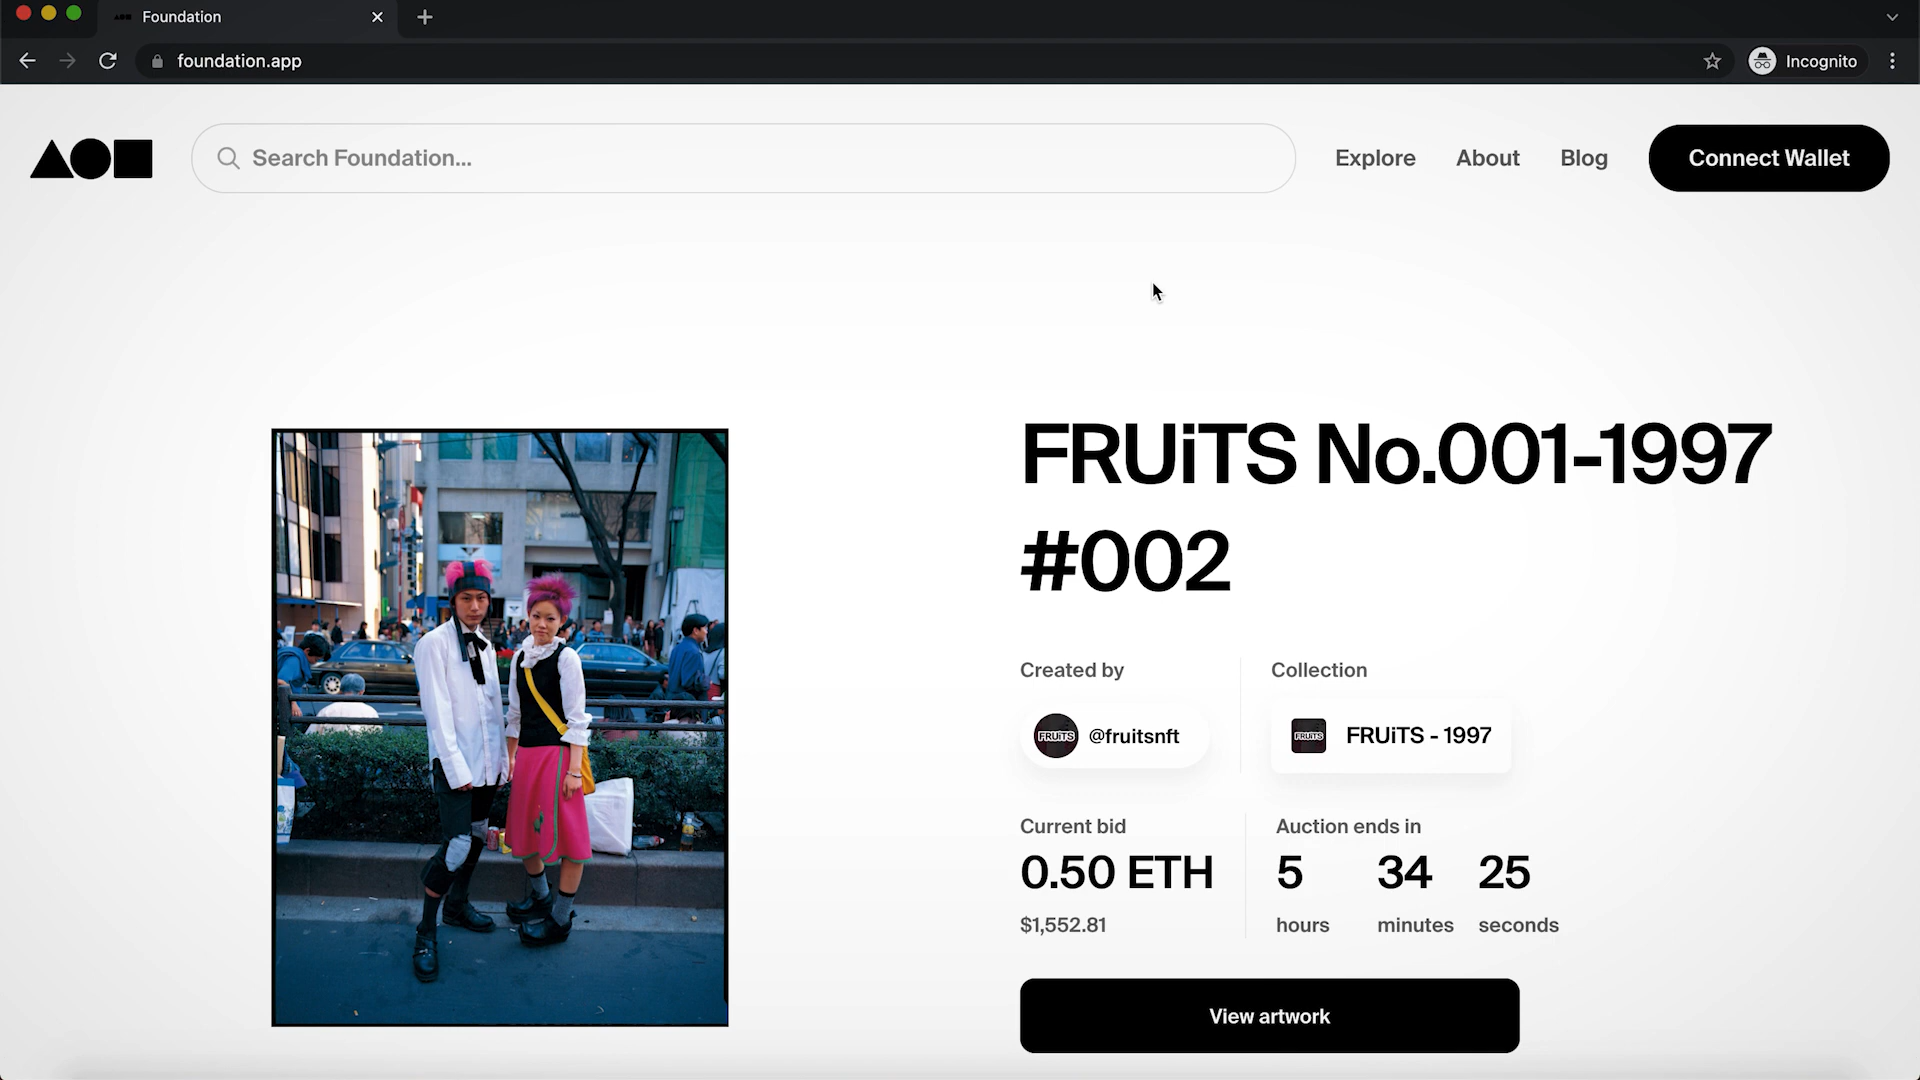 Foundation
foundation.app
Incognito
Search Foundation...
Explore
About
Blog
Connect Wallet
FRUiTS No.001-1997
#002
Created by
Collection
FRUiTS
@fruitsnft
FRUiTS
FRUiTS - 1997
Current bid
Auction ends in
0.50 ETH
5
34
25
$1,552.81
hours
minutes
seconds
View artwork